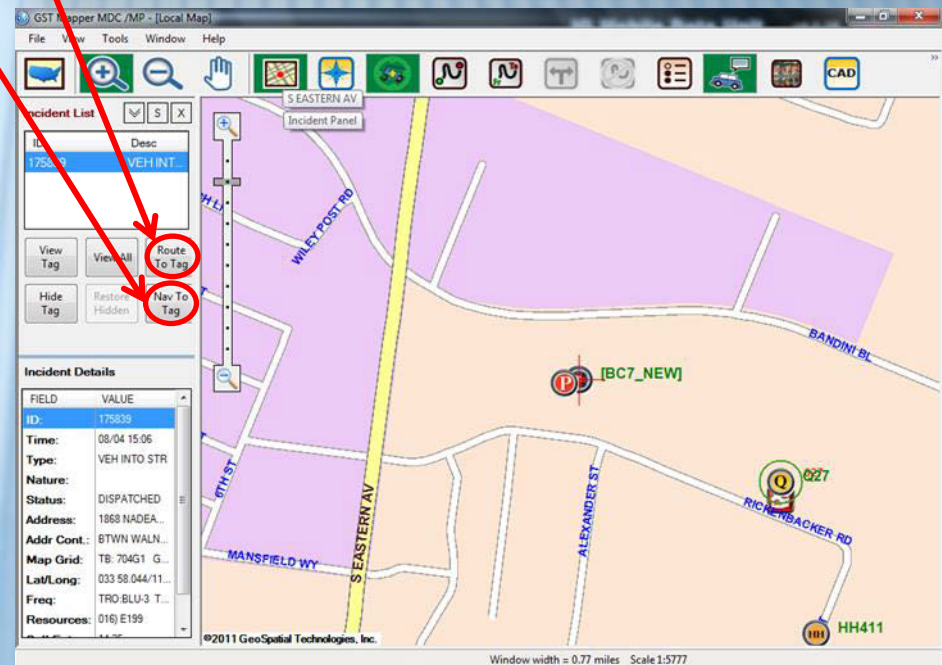 GST Mapper MDC /MP - [Local Map]
File View Tools Window Help
CAD
S EASTERN AV
Incident Panel
Incident List
S X
ID Desc
175839 VEH INT...
View Tag
View All
Route To Tag
Hide Tag
Restore Hidden
Nav To Tag
Incident Details
FIELD VALUE
ID: 175839
Time: 08/04 15:06
Type: VEH INTO STR
Nature:
Status: DISPATCHED
Address: 1868 NADEA...
Addr Cont.: BTWN WALN...
Map Grid: TB: 704G1 G...
Lat/Long: 033 58.044/11...
Freq: TRO:BLU-3 T...
Resources: 016) E199
WILEY POST RD
BANDINI BL
P
[BC7_NEW]
Q
Q27
6TH ST
S EASTERN AV
ALEXANDER ST
RICKENBACKER RD
MANSFIELD WY
HH
HH411
©2011 GeoSpatial Technologies, Inc.
Window width = 0.77 miles Scale 1:5777